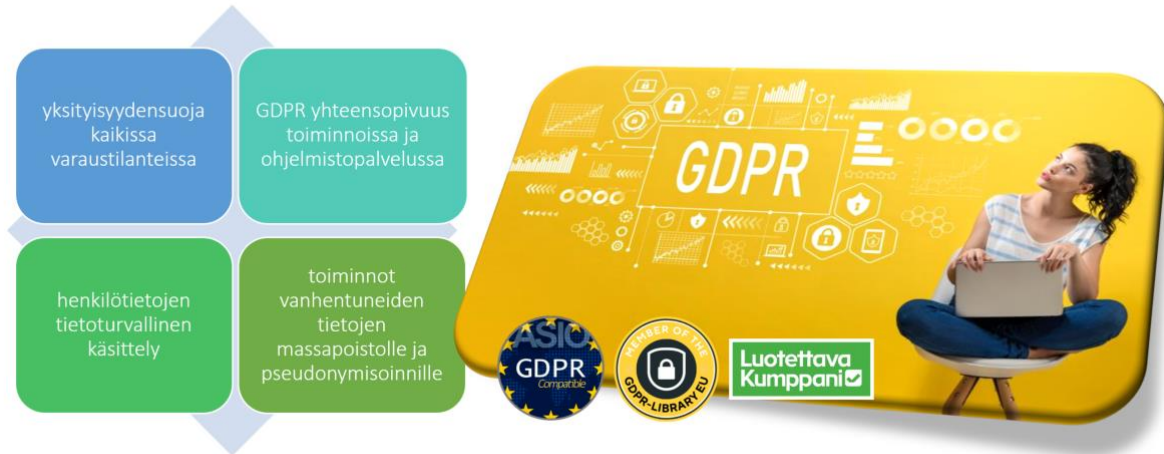 yksityisyydensuoja
kaikissa
varaustilanteissa
GDPR yhteensopivuus
toiminnoissa ja
ohjelmistopalvelussa
henkilötietojen
tietoturvallinen
käsittely
toiminnot
vanhentuneiden
tietojen
massapoistolle ja
pseudonymisoinnille
GDPR
ASIO
GDPR
Compatible
MEMBER OF THE
GDPR-LIBRARY EU
Luotettava
Kumppani